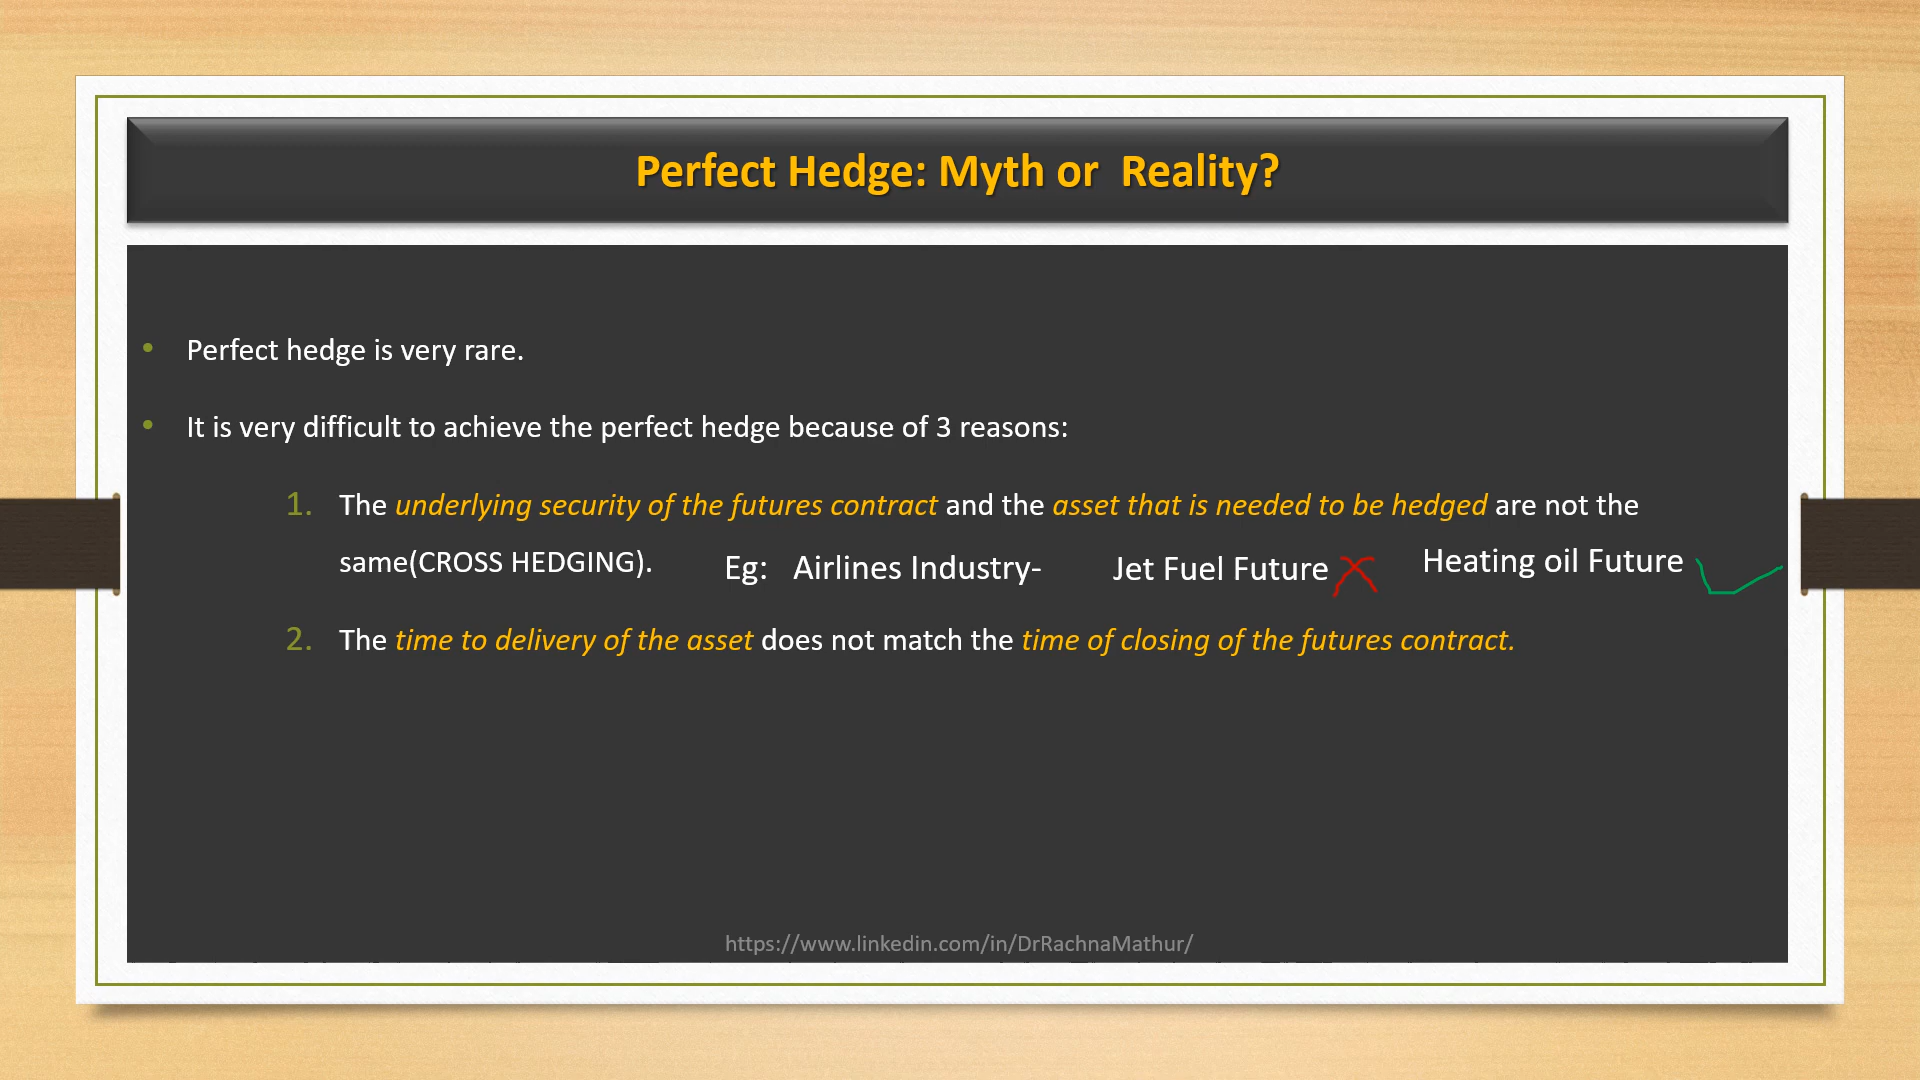 Perfect Hedge: Myth or Reality?
• Perfect hedge is very rare.
• It is very difficult to achieve the perfect hedge because of 3 reasons:
1. The underlying security of the futures contract and the asset that is needed to be hedged are not the
same(CROSS HEDGING). Eg: Airlines Industry- Jet Fuel Future Heating oil Future
2. The time to delivery of the asset does not match the time of closing of the futures contract.
https://www.linkedin.com/in/DrRachnaMathur/